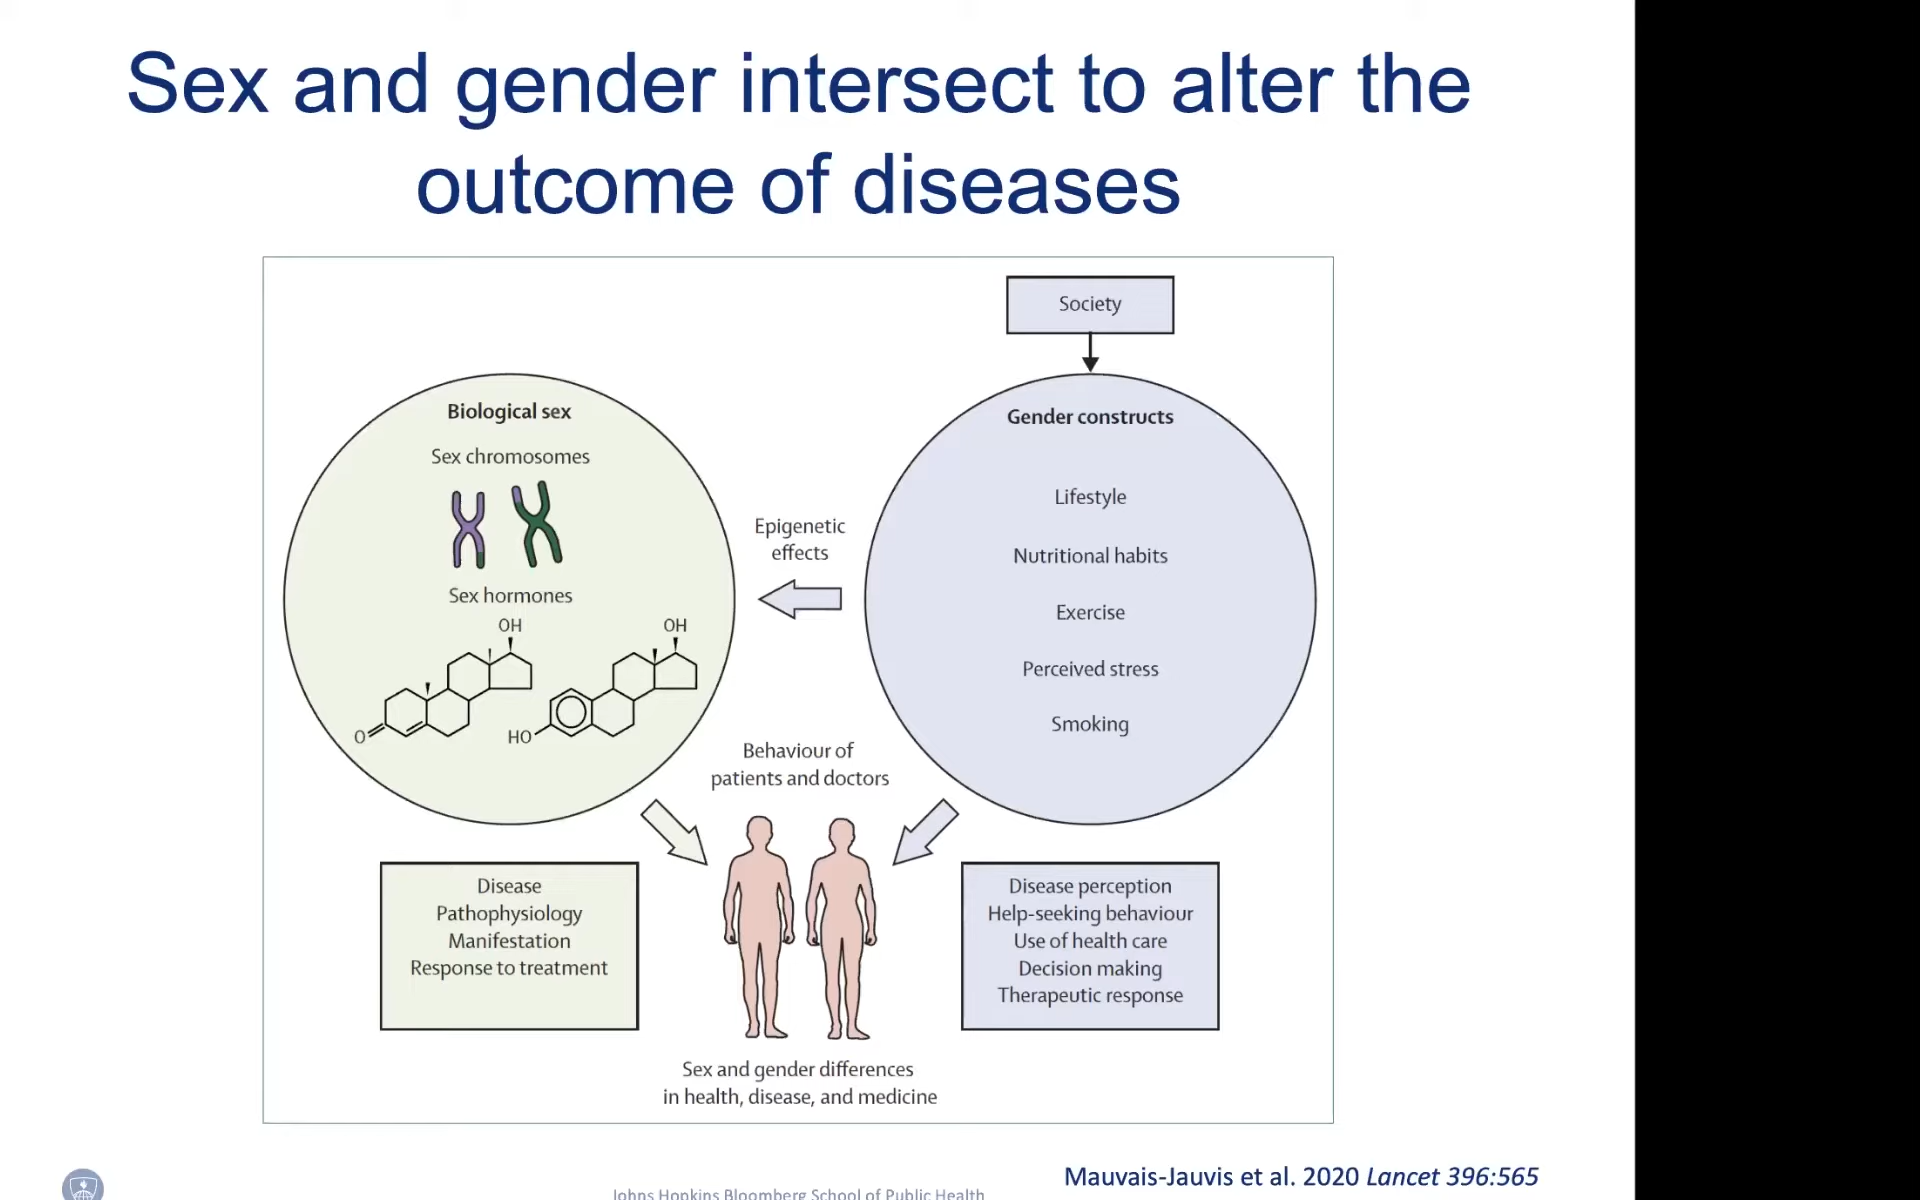 Sex and gender intersect to alter the
outcome of diseases
Society
Biological sex
Sex chromosomes
Sex hormones
OH
OH
O
HO
Epigenetic
effects
Gender constructs
Lifestyle
Nutritional habits
Exercise
Perceived stress
Smoking
Behaviour of
patients and doctors
Disease
Pathophysiology
Manifestation
Response to treatment
Disease perception
Help-seeking behaviour
Use of health care
Decision making
Therapeutic response
Sex and gender differences
in health, disease, and medicine
Mauvais-Jauvis et al. 2020 Lancet 396:565
Johns Hopkins Bloomberg School of Public Health